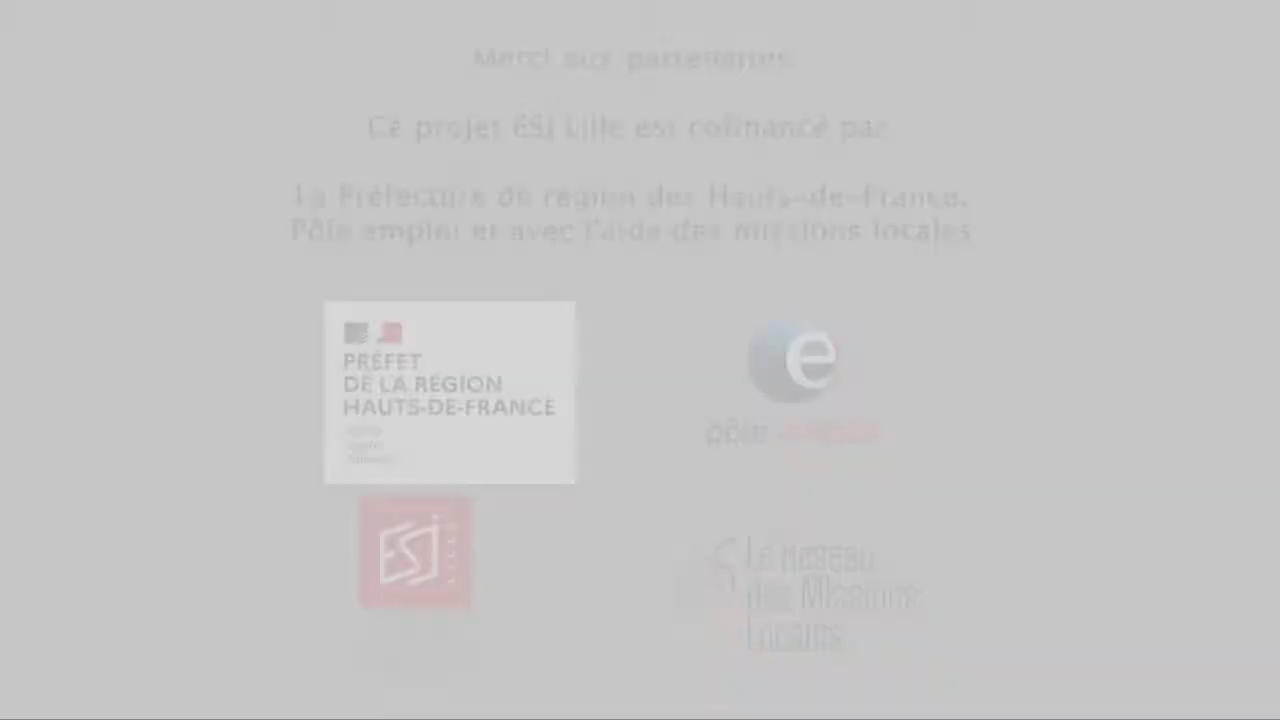 Merci aux partenaires
Ce projet ESJ Lille est cofinancé par
La Préfecture de région des Hauts-de-France,
Pôle emploi et avec l'aide des missions locales
PRÉFET
DE LA RÉGION
HAUTS-DE-FRANCE
e
pôle emploi
ESJ
LILLE
Le Réseau
des Missions
Locales